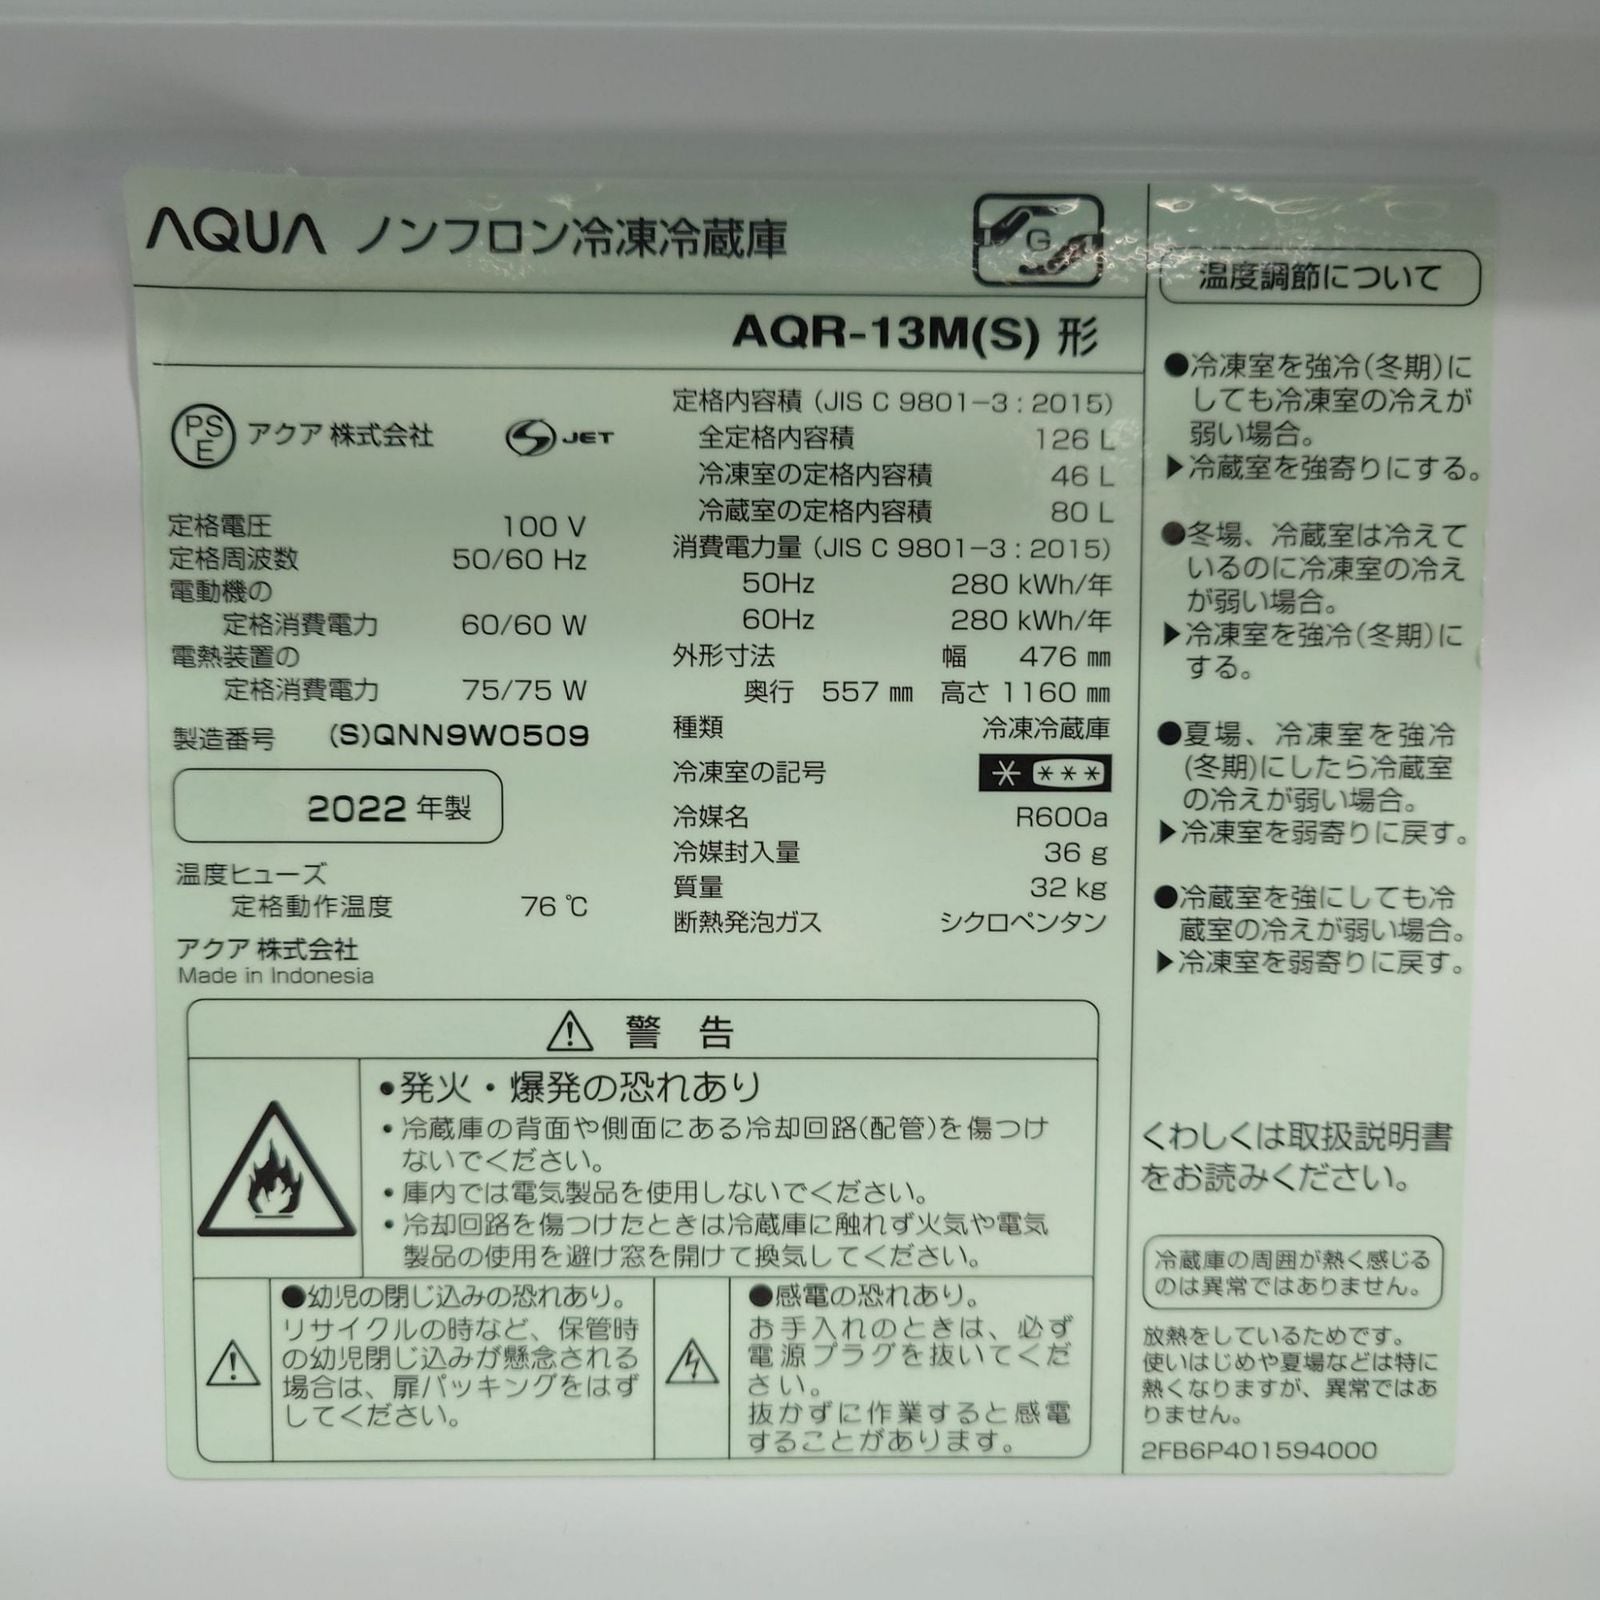 AQUA ノンフロン冷凍冷蔵庫
G
AQR-13M(S) 形
PSE アクア 株式会社 JET
定格電圧 100 V
定格周波数 50/60 Hz
電動機の
定格消費電力 60/60 W
電熱装置の
定格消費電力 75/75 W
製造番号 (S)QNN9W0509
2022 年製
温度ヒューズ
定格動作温度 76 ℃
アクア 株式会社
Made in Indonesia
定格内容積 (JIS C 9801-3 : 2015)
全定格内容積 126 L
冷凍室の定格内容積 46 L
冷蔵室の定格内容積 80 L
消費電力量 (JIS C 9801-3 : 2015)
50Hz 280 kWh/年
60Hz 280 kWh/年
外形寸法 幅 476 ㎜
奥行 557 ㎜ 高さ 1160 ㎜
種類 冷凍冷蔵庫
冷凍室の記号 * ***
冷媒名 R600a
冷媒封入量 36 g
質量 32 kg
断熱発泡ガス シクロペンタン
⚠ 警 告
●発火・爆発の恐れあり
・冷蔵庫の背面や側面にある冷却回路(配管)を傷つけ
ないでください。
・庫内では電気製品を使用しないでください。
・冷却回路を傷つけたときは冷蔵庫に触れず火気や電気
製品の使用を避け窓を開けて換気してください。
●幼児の閉じ込みの恐れあり。
リサイクルの時など、保管時
の幼児閉じ込みが懸念される
場合は、扉パッキングをはず
してください。
●感電の恐れあり。
お手入れのときは、必ず
電源プラグを抜いてくだ
さい。
抜かずに作業すると感電
することがあります。
温度調節について
●冷凍室を強冷(冬期)に
しても冷凍室の冷えが
弱い場合。
▶冷蔵室を強寄りにする。
●冬場、冷蔵室は冷えて
いるのに冷凍室の冷え
が弱い場合。
▶冷凍室を強冷(冬期)に
する。
●夏場、冷凍室を強冷
(冬期)にしたら冷蔵室
の冷えが弱い場合。
▶冷凍室を弱寄りに戻す。
●冷蔵室を強にしても冷
蔵室の冷えが弱い場合。
▶冷凍室を弱寄りに戻す。
くわしくは取扱説明書
をお読みください。
冷蔵庫の周囲が熱く感じる
のは異常ではありません。
放熱をしているためです。
使いはじめや夏場などは特に
熱くなりますが、異常ではあ
りません。
2FB6P401594000